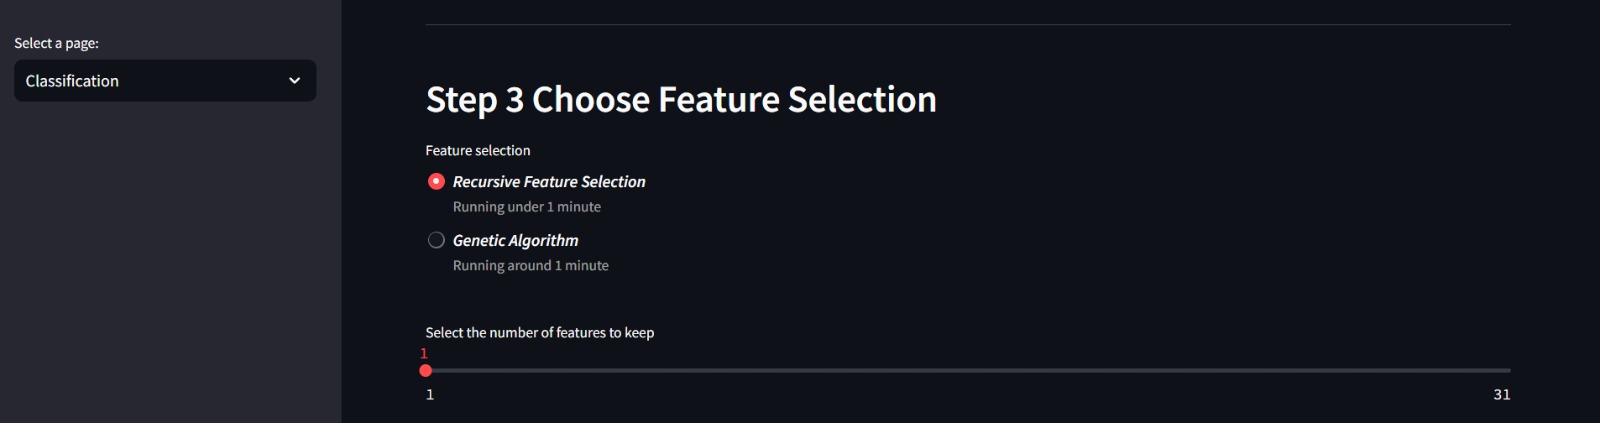 Select a page:
Classification
Step 3 Choose Feature Selection
Feature selection
Recursive Feature Selection
Running under 1 minute
Genetic Algorithm
Running around 1 minute
Select the number of features to keep
1
1 31